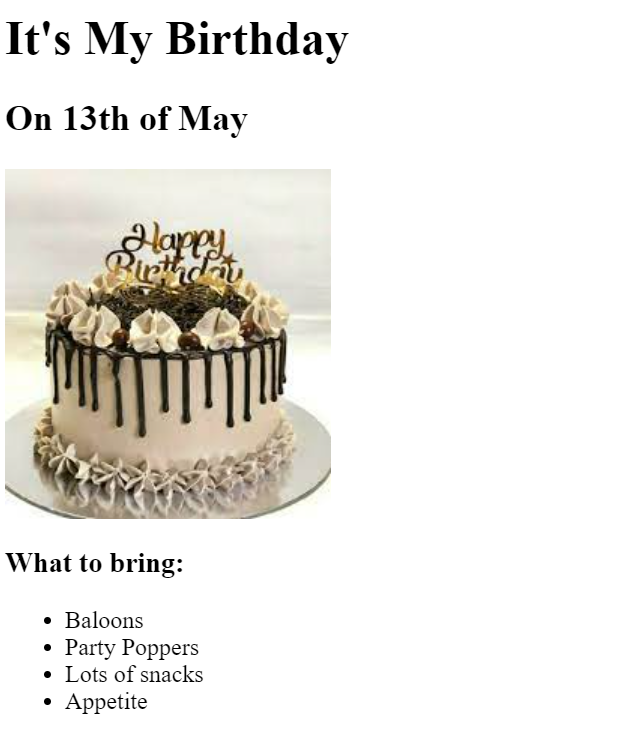 It's My Birthday
On 13th of May
Happy
Birthday
What to bring:
Baloons
Party Poppers
Lots of snacks
Appetite